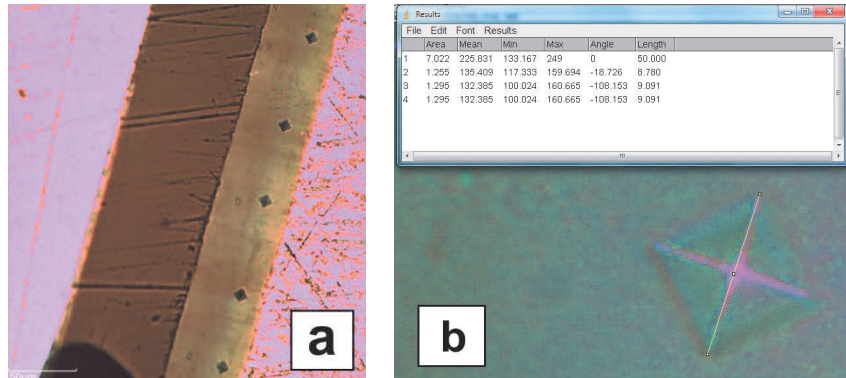 a
Results
File Edit Font Results
Area Mean Min Max Angle Length
1 7.022 225.831 133.167 249 0 50.000
2 1.255 135.409 117.333 159.694 -18.726 8.780
3 1.295 132.385 100.024 160.665 -108.153 9.091
4 1.295 132.385 100.024 160.665 -108.153 9.091
b